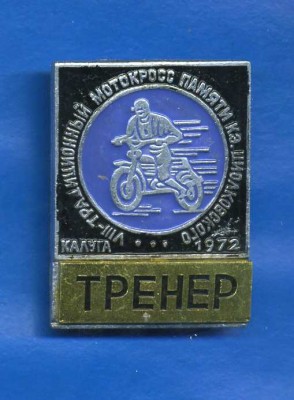 VIII-ТРАДИЦИОННЫЙ МОТОКРОСС ПАМЯТИ К.Э. ЦИОЛКОВСКОГО
КАЛУГА 1972
ТРЕНЕР